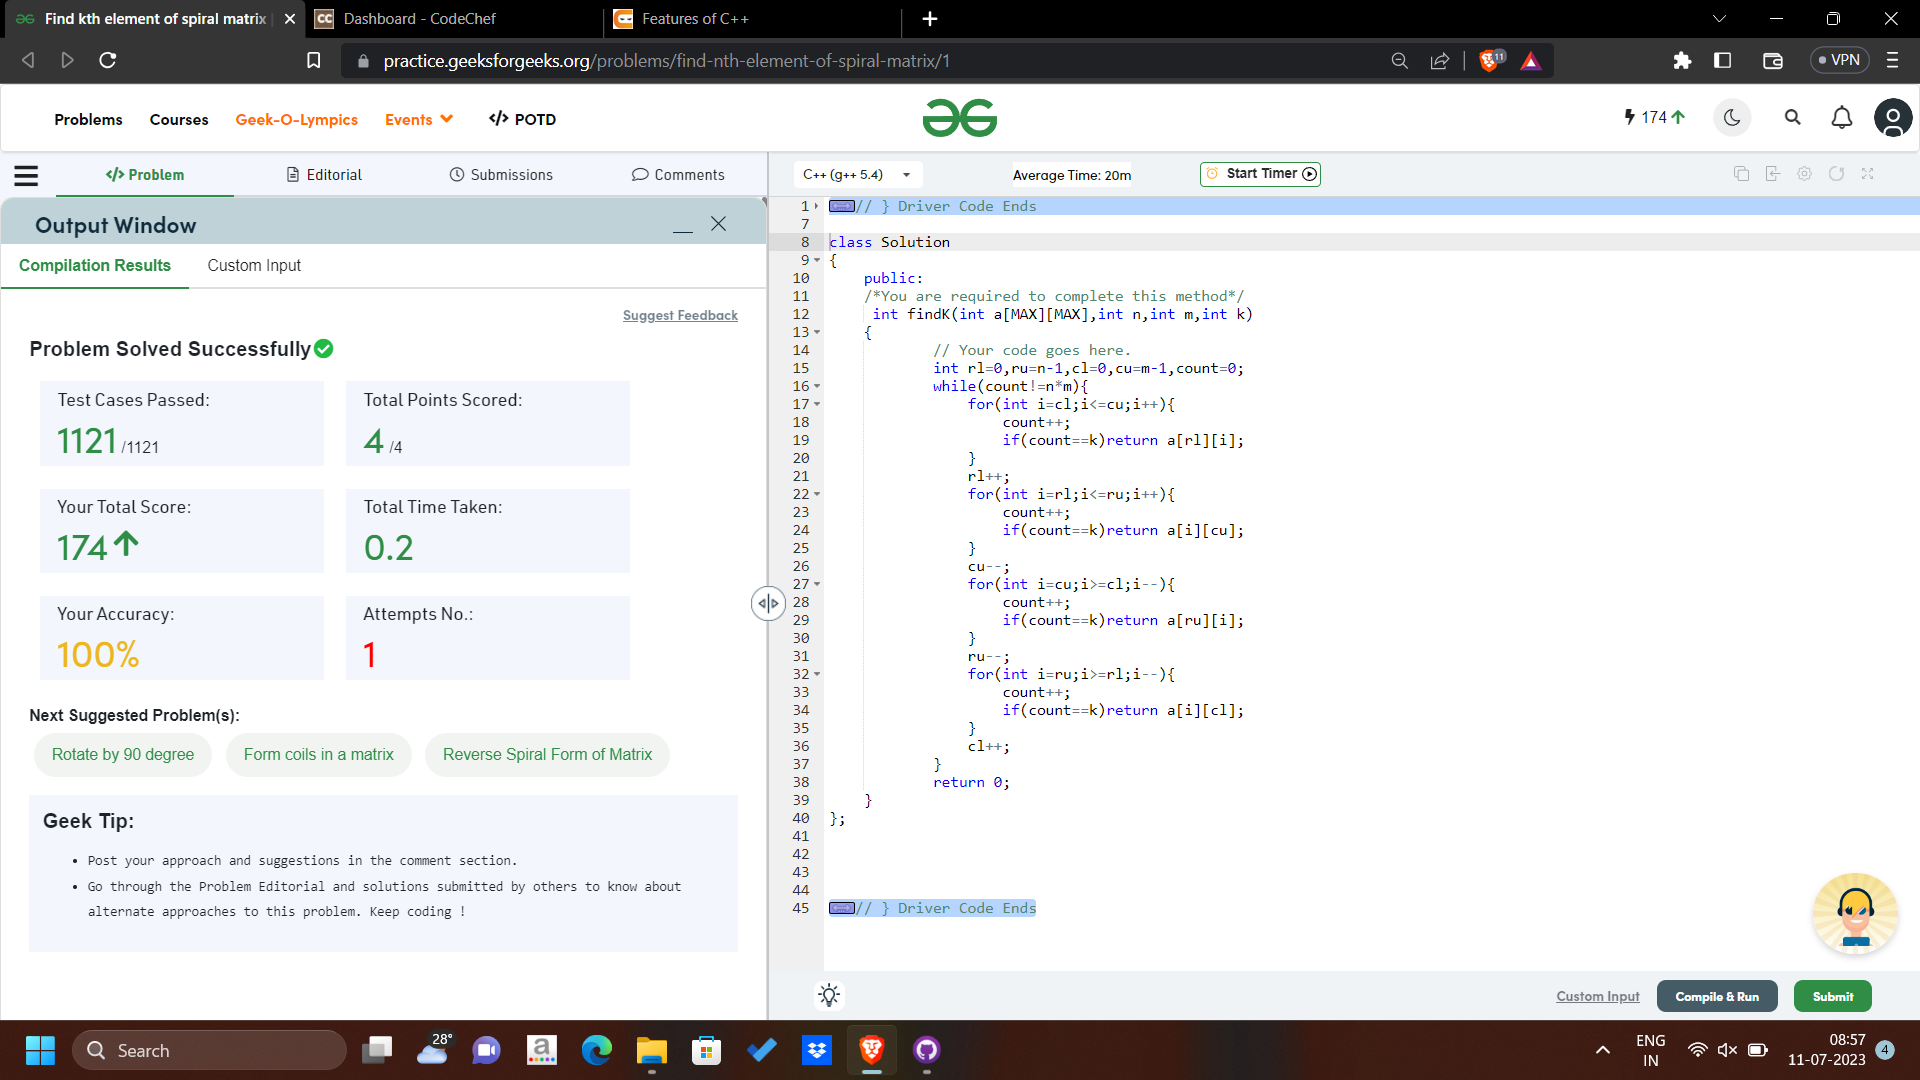 Find kth element of spiral matrix
Dashboard - CodeChef
Features of C++
practice.geeksforgeeks.org/problems/find-nth-element-of-spiral-matrix/1
11
VPN
Problems
Courses
Geek-O-Lympics
Events
</> POTD
174
</> Problem
Editorial
Submissions
Comments
C++ (g++ 5.4)
Average Time: 20m
Start Timer
Output Window
Compilation Results
Custom Input
Suggest Feedback
Problem Solved Successfully
Test Cases Passed:
1121 /1121
Total Points Scored:
4 /4
Your Total Score:
174
Total Time Taken:
0.2
Your Accuracy:
100%
Attempts No.:
1
Next Suggested Problem(s):
Rotate by 90 degree
Form coils in a matrix
Reverse Spiral Form of Matrix
Geek Tip:
• Post your approach and suggestions in the comment section.
• Go through the Problem Editorial and solutions submitted by others to know about
alternate approaches to this problem. Keep coding !
1 // } Driver Code Ends
7
8 class Solution
9 {
10 public:
11 /*You are required to complete this method*/
12 int findK(int a[MAX][MAX],int n,int m,int k)
13 {
14 // Your code goes here.
15 int rl=0,ru=n-1,cl=0,cu=m-1,count=0;
16 while(count!=n*m){
17 for(int i=cl;i<=cu;i++){
18 count++;
19 if(count==k)return a[rl][i];
20 }
21 rl++;
22 for(int i=rl;i<=ru;i++){
23 count++;
24 if(count==k)return a[i][cu];
25 }
26 cu--;
27 for(int i=cu;i>=cl;i--){
28 count++;
29 if(count==k)return a[ru][i];
30 }
31 ru--;
32 for(int i=ru;i>=rl;i--){
33 count++;
34 if(count==k)return a[i][cl];
35 }
36 cl++;
37 }
38 return 0;
39 }
40 };
41
42
43
44
45 // } Driver Code Ends
Custom Input
Compile & Run
Submit
Search
28°
ENG
IN
08:57
11-07-2023
4